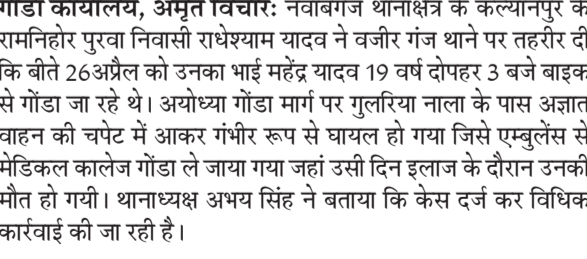 गोंडा कार्यालय, अमृत विचारः नवाबगंज थानाक्षेत्र के कल्यानपुर के
रामनिहोर पुरवा निवासी राधेश्याम यादव ने वजीर गंज थाने पर तहरीर दी
कि बीते 26अप्रैल को उनका भाई महेंद्र यादव 19 वर्ष दोपहर 3 बजे बाइक
से गोंडा जा रहे थे। अयोध्या गोंडा मार्ग पर गुलरिया नाला के पास अज्ञात
वाहन की चपेट में आकर गंभीर रूप से घायल हो गया जिसे एम्बुलेंस से
मेडिकल कालेज गोंडा ले जाया गया जहां उसी दिन इलाज के दौरान उनकी
मौत हो गयी। थानाध्यक्ष अभय सिंह ने बताया कि केस दर्ज कर विधिक
कार्रवाई की जा रही है।